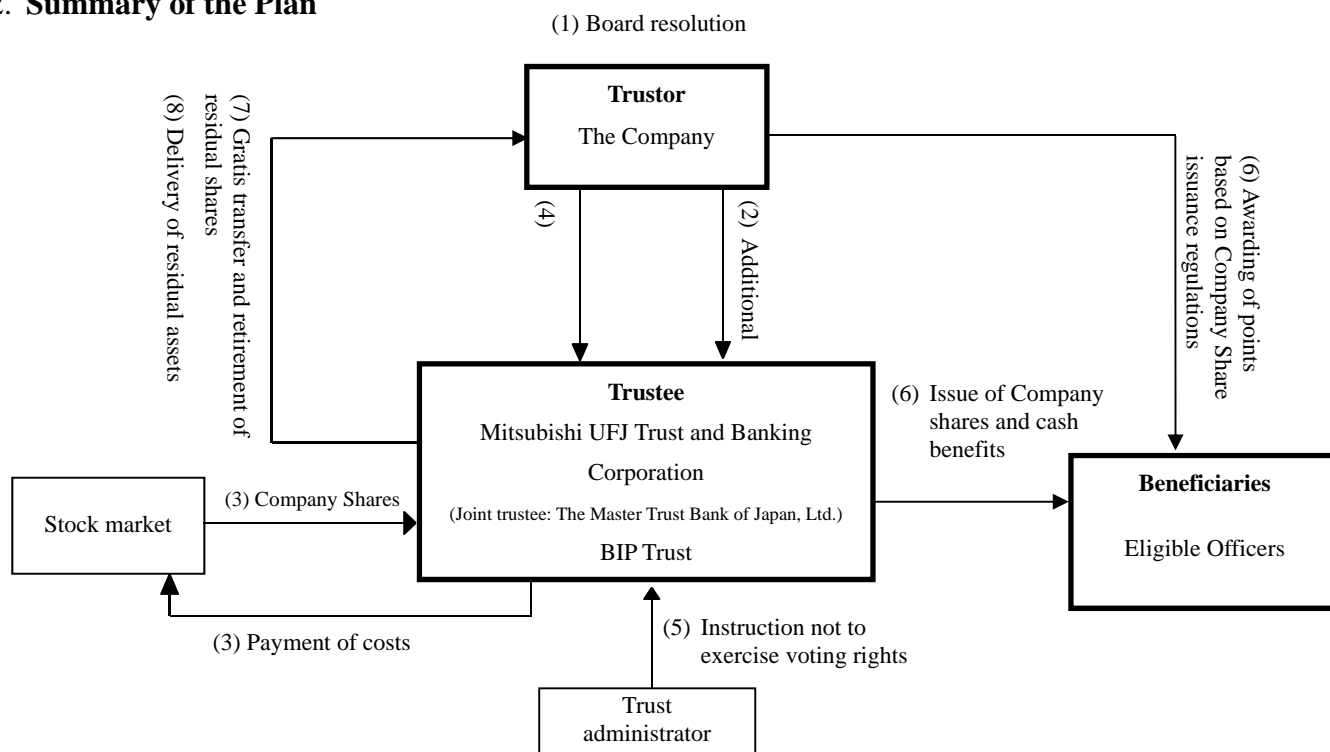 . Summary of the Plan
(1) Board resolution
Trustor
The Company
(7) Gratis transfer and retirement of
residual shares
(8) Delivery of residual assets
(4)
(2) Additional
(6) Awarding of points
based on Company Share
issuance regulations
Trustee
Mitsubishi UFJ Trust and Banking
Corporation
(Joint trustee: The Master Trust Bank of Japan, Ltd.)
BIP Trust
(6) Issue of Company
shares and cash
benefits
Beneficiaries
Eligible Officers
Stock market
(3) Company Shares
(3) Payment of costs
(5) Instruction not to
exercise voting rights
Trust
administrator